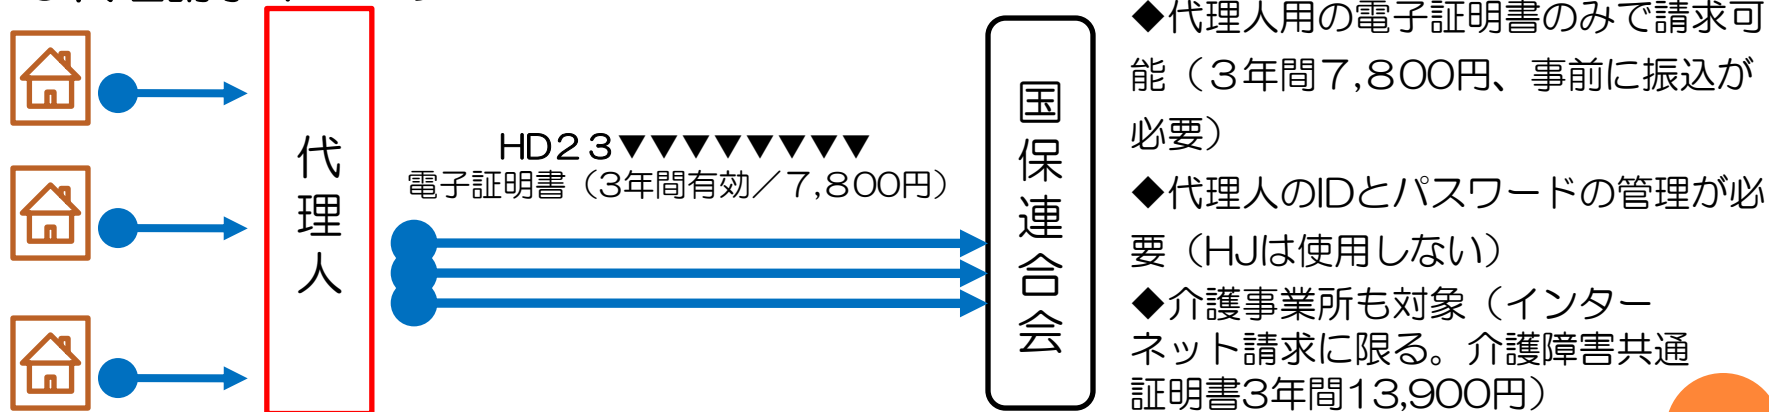 代理人
HD23▼▼▼▼▼▼▼▼
電子証明書（3年間有効／7,800円）
国保連合会
◆代理人用の電子証明書のみで請求可
能（３年間7,800円、事前に振込が
必要）
◆代理人のIDとパスワードの管理が必
要（HJは使用しない）
◆介護事業所も対象（インター
ネット請求に限る。介護障害共通
証明書3年間13,900円）